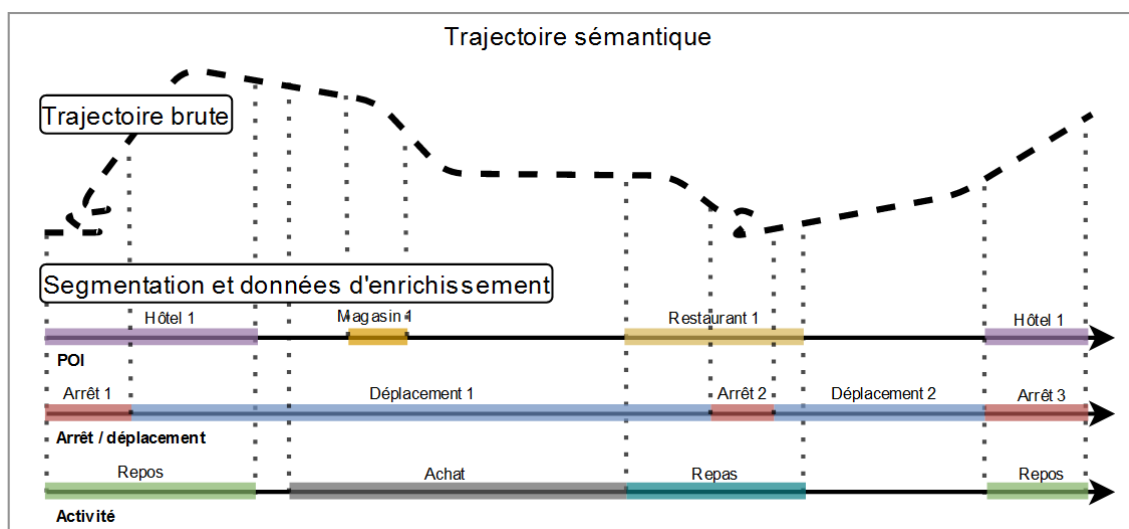 Trajectoire sémantique
Trajectoire brute
Segmentation et données d'enrichissement
Hôtel 1 Magasin 1 Restaurant 1 Hôtel 1
POI
Arrêt 1 Déplacement 1 Arrêt 2 Déplacement 2 Arrêt 3
Arrêt / déplacement
Repos Achat Repas Repos
Activité